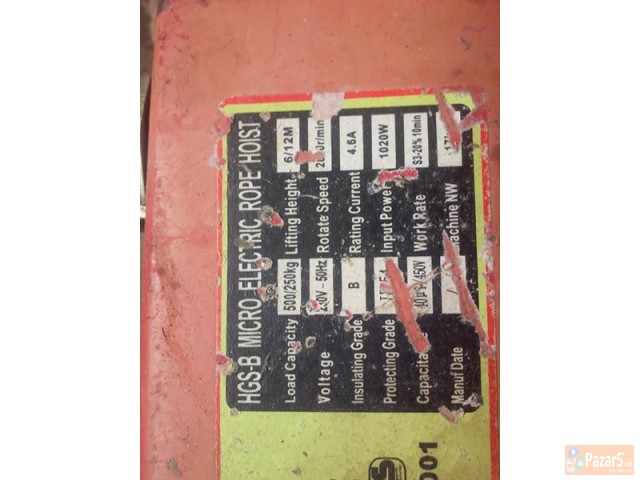 HGS-B MICRO ELECTRIC ROPE HOIST
Load Capacity 500/250kg Lifting Height 6/12M
Voltage 230V - 50Hz Rotate Speed
Insulating Grade B Rating Current 4.6A
Protecting Grade Input Power 1020W
Work Rate S3-20% 10min
Manuf Date Machine NW
Pazar5